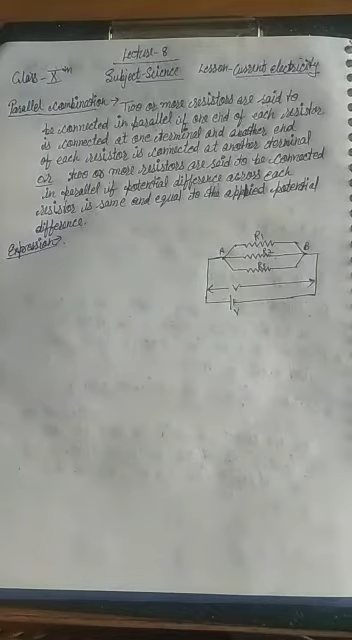 Lecture-8
Class-Xth Subject-Science Lesson-Current electricity
Parallel combination → Two or more resistors are said to
be connected in parallel if one end of each resistor
is connected at one terminal and another end
of each resistor is connected at another terminal
or two or more resistors are said to be connected
in parallel if potential difference across each
resistor is same and equal to the applied potential
difference.
Expression →
R1
A R2 B
R3
V
V